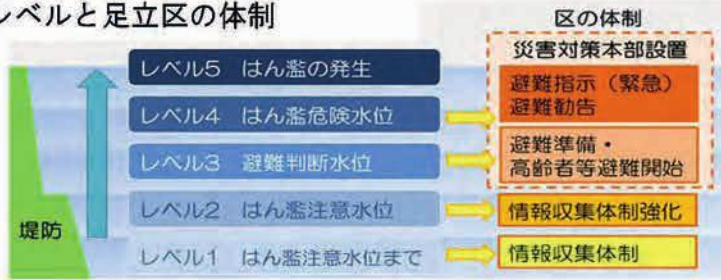 レベルと足立区の体制
区の体制
災害対策本部設置
レベル5 はん濫の発生
避難指示(緊急)
避難勧告
レベル4 はん濫危険水位
レベル3 避難判断水位
避難準備・
高齢者等避難開始
レベル2 はん濫注意水位
情報収集体制強化
堤防
レベル1 はん濫注意水位まで
情報収集体制